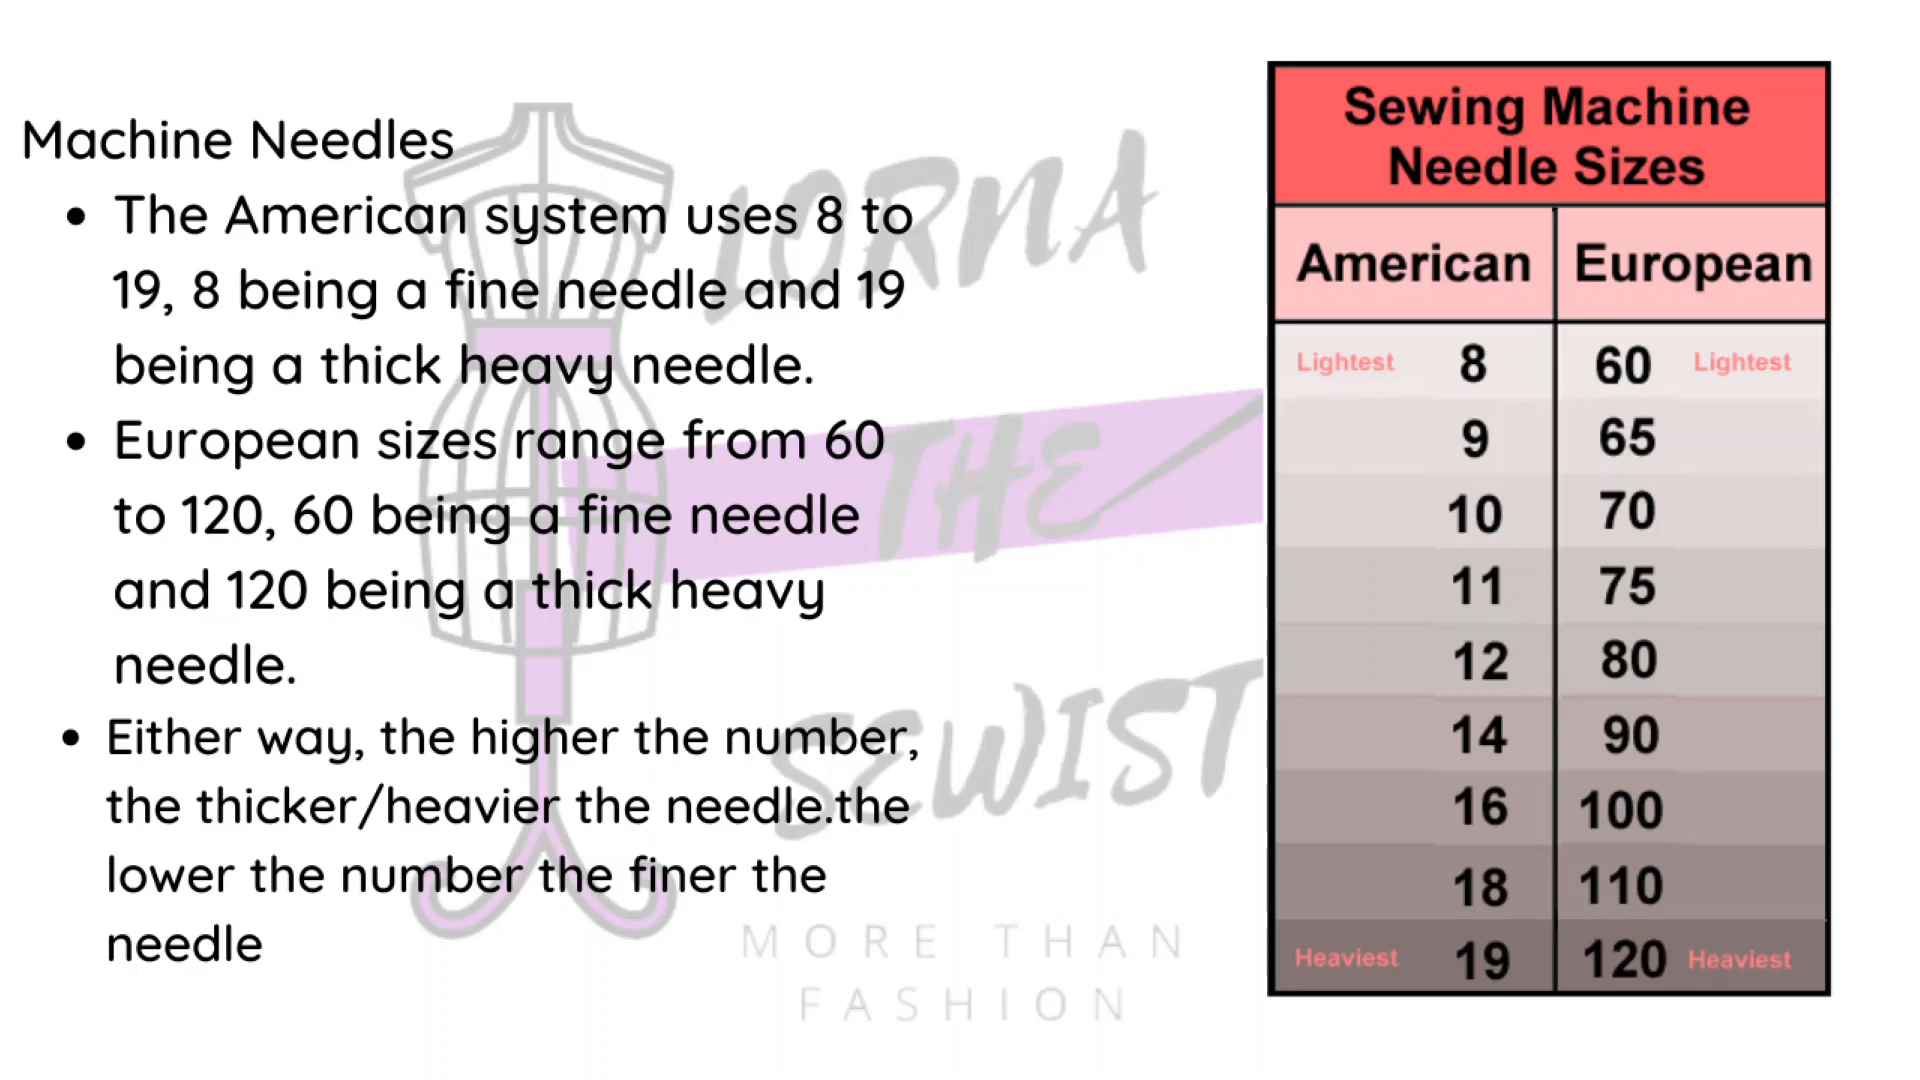 Machine Needles
• The American system uses 8 to
19, 8 being a fine needle and 19
being a thick heavy needle.
• European sizes range from 60
to 120, 60 being a fine needle
and 120 being a thick heavy
needle.
• Either way, the higher the number,
the thicker/heavier the needle.the
lower the number the finer the
needle
LORNA
THE
SEWIST
MORE THAN
FASHION
Sewing Machine
Needle Sizes
American European
Lightest 8 60 Lightest
9 65
10 70
11 75
12 80
14 90
16 100
18 110
Heaviest 19 120 Heaviest